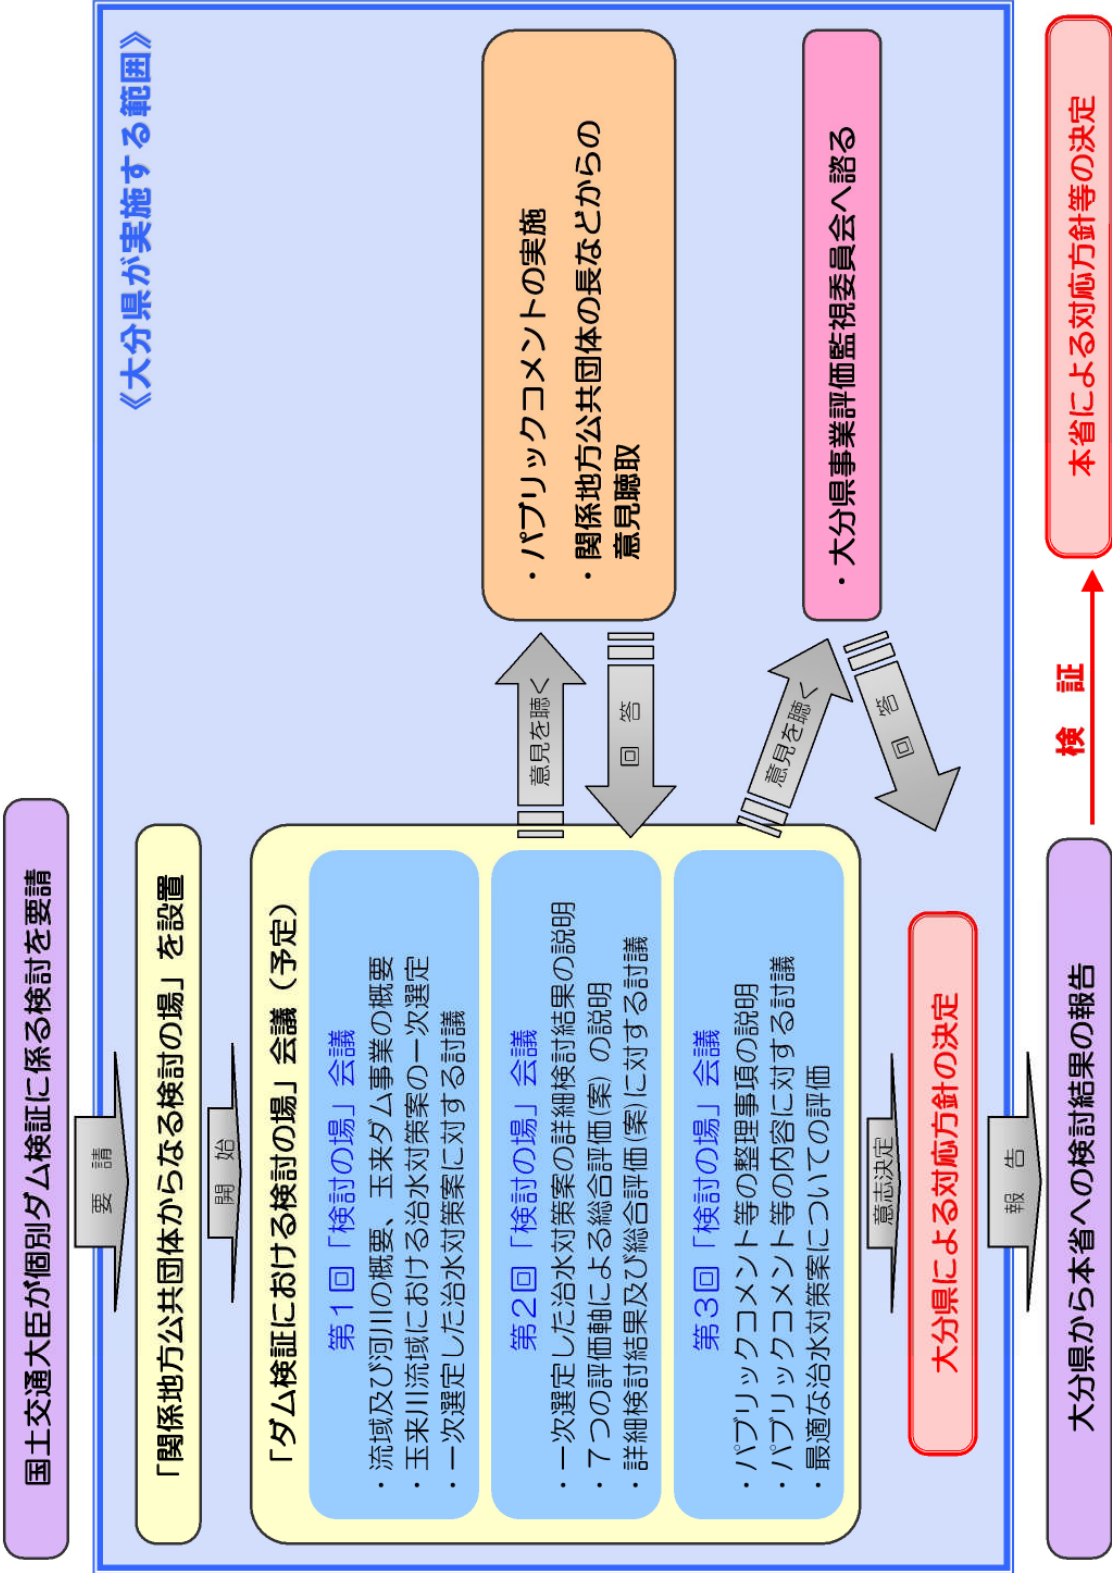 国土交通大臣が個別ダム検証に係る検討を要請
要請
《大分県が実施する範囲》
「関係地方公共団体からなる検討の場」を設置
開始
「ダム検証における検討の場」会議（予定）
第１回「検討の場」会議
・流域及び河川の概要、玉来ダム事業の概要
・玉来川流域における治水対策案の一次選定
・一次選定した治水対策案に対する討議
第２回「検討の場」会議
・一次選定した治水対策案の詳細検討結果の説明
・７つの評価軸による総合評価(案)の説明
・詳細検討結果及び総合評価(案)に対する討議
意見を聴く
回答
・パブリックコメントの実施
・関係地方公共団体の長などからの
意見聴取
第３回「検討の場」会議
・パブリックコメント等の整理事項の説明
・パブリックコメント等の内容に対する討議
・最適な治水対策案についての評価
意見を聴く
回答
・大分県事業評価監視委員会へ諮る
意志決定
大分県による対応方針の決定
報告
大分県から本省への検討結果の報告
検証
本省による対応方針等の決定